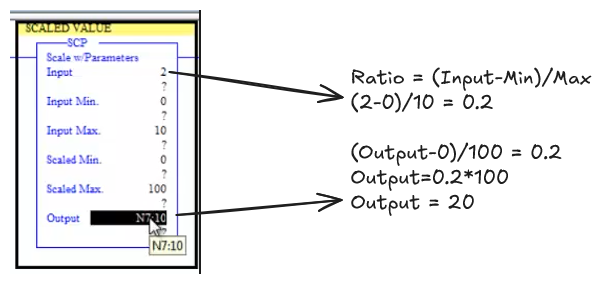 SCALED VALUE
SCP
Scale w/Parameters
Input 2
?
Input Min. 0
?
Input Max. 10
?
Scaled Min. 0
?
Scaled Max. 100
?
Output N7:10
?
N7:10
Ratio = (Input-Min)/Max
(2-0)/10 = 0.2
(Output-0)/100 = 0.2
Output=0.2*100
Output = 20